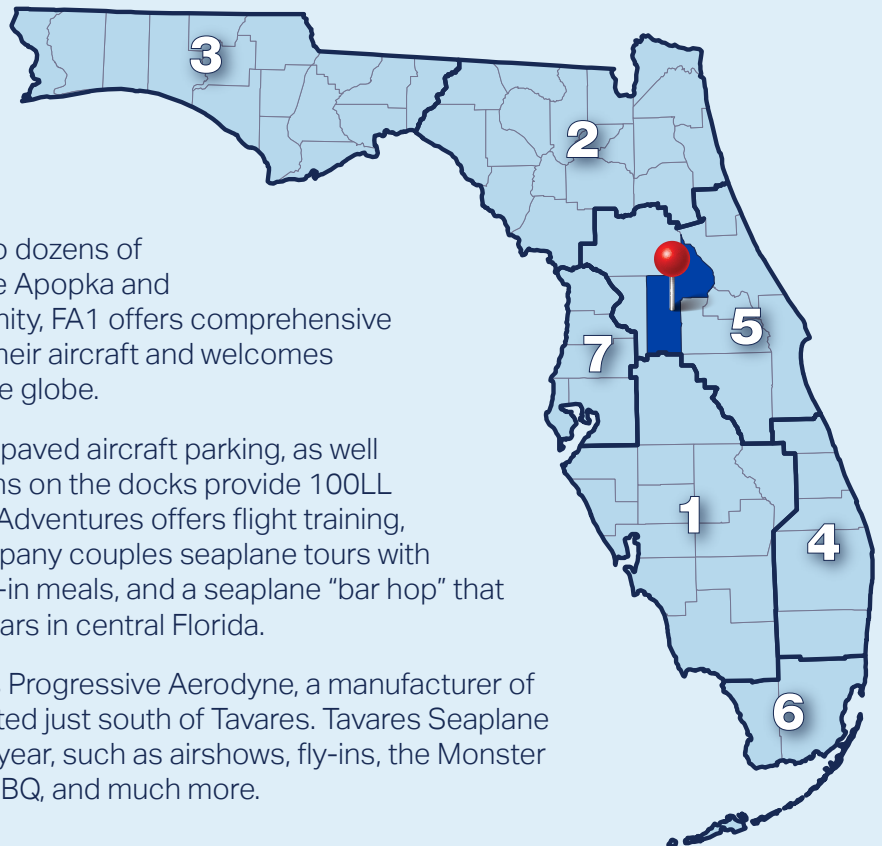 3
2
5
7
1
4
6
o dozens of
e Apopka and
nity, FA1 offers comprehensive
heir aircraft and welcomes
e globe.
paved aircraft parking, as well
ns on the docks provide 100LL
Adventures offers flight training,
pany couples seaplane tours with
-in meals, and a seaplane “bar hop” that
ars in central Florida.
Progressive Aerodyne, a manufacturer of
ted just south of Tavares. Tavares Seaplane
year, such as airshows, fly-ins, the Monster
BQ, and much more.